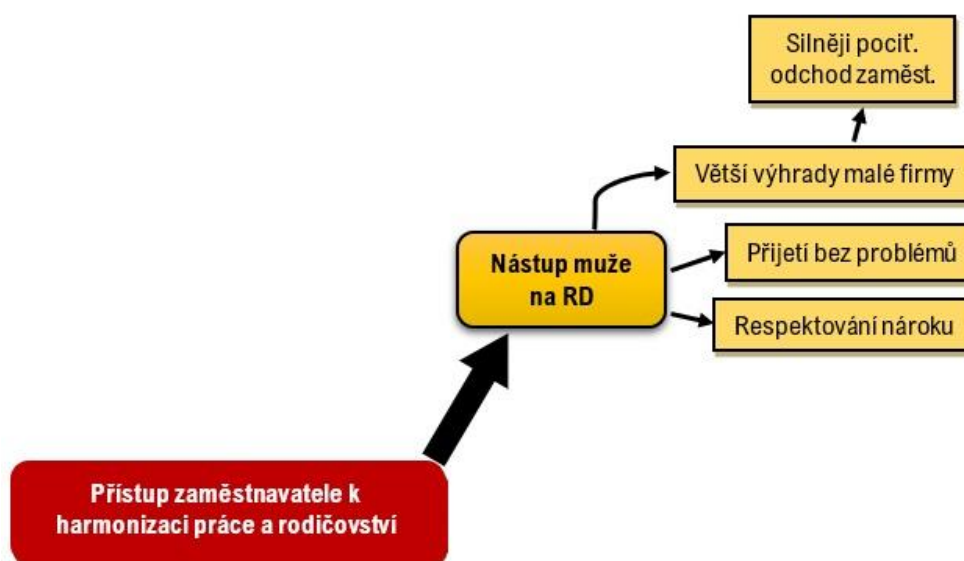 Silněji pociť.
odchod zaměst.
Větší výhrady malé firmy
Nástup muže
na RD
Přijetí bez problémů
Respektování nároku
Přístup zaměstnavatele k
harmonizaci práce a rodičovství